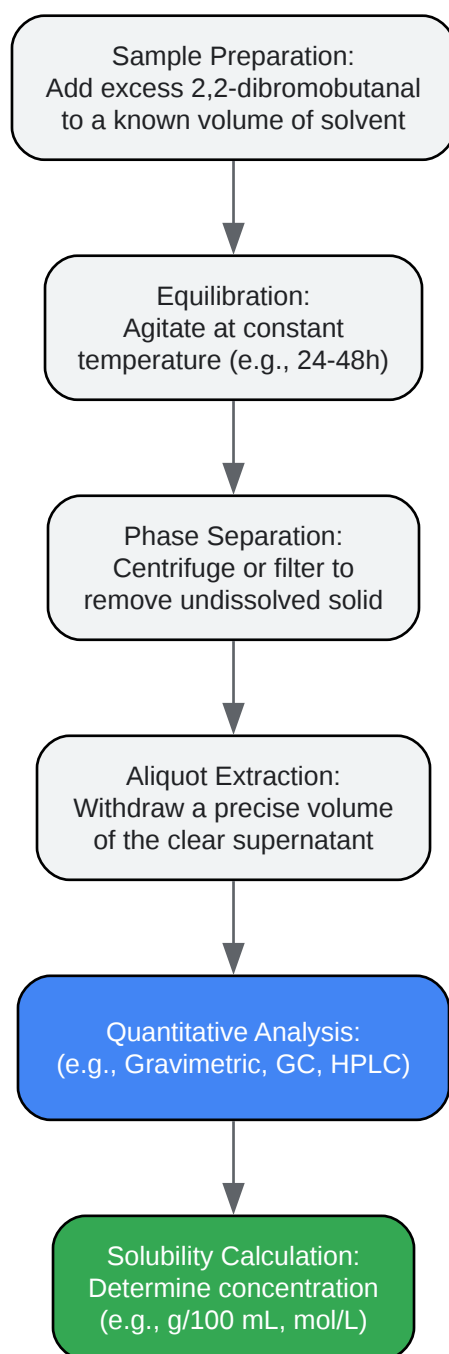 Sample Preparation:
Add excess 2,2-dibromobutanal
to a known volume of solvent
Equilibration:
Agitate at constant
temperature (e.g., 24-48h)
Phase Separation:
Centrifuge or filter to
remove undissolved solid
Aliquot Extraction:
Withdraw a precise volume
of the clear supernatant
Quantitative Analysis:
(e.g., Gravimetric, GC, HPLC)
Solubility Calculation:
Determine concentration
(e.g., g/100 mL, mol/L)